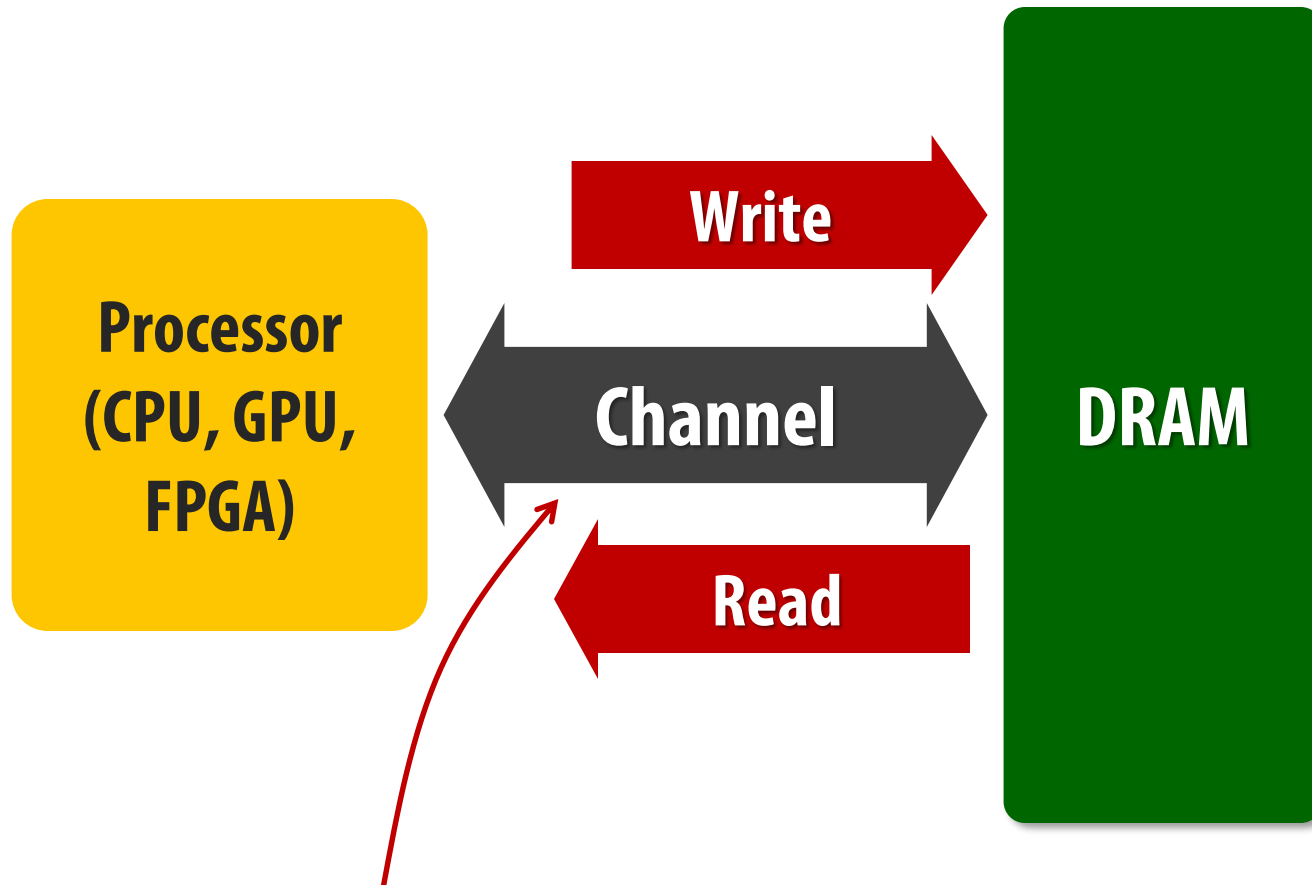 Write
Processor
(CPU, GPU,
FPGA)
Channel
DRAM
Read